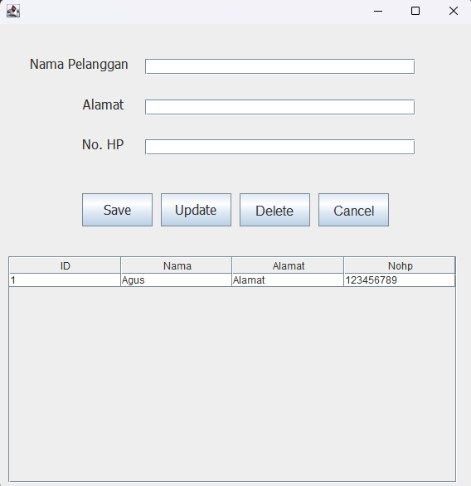 Nama Pelanggan
Alamat
No. HP
Save Update Delete Cancel
ID Nama Alamat Nohp
1 Agus Alamat 123456789